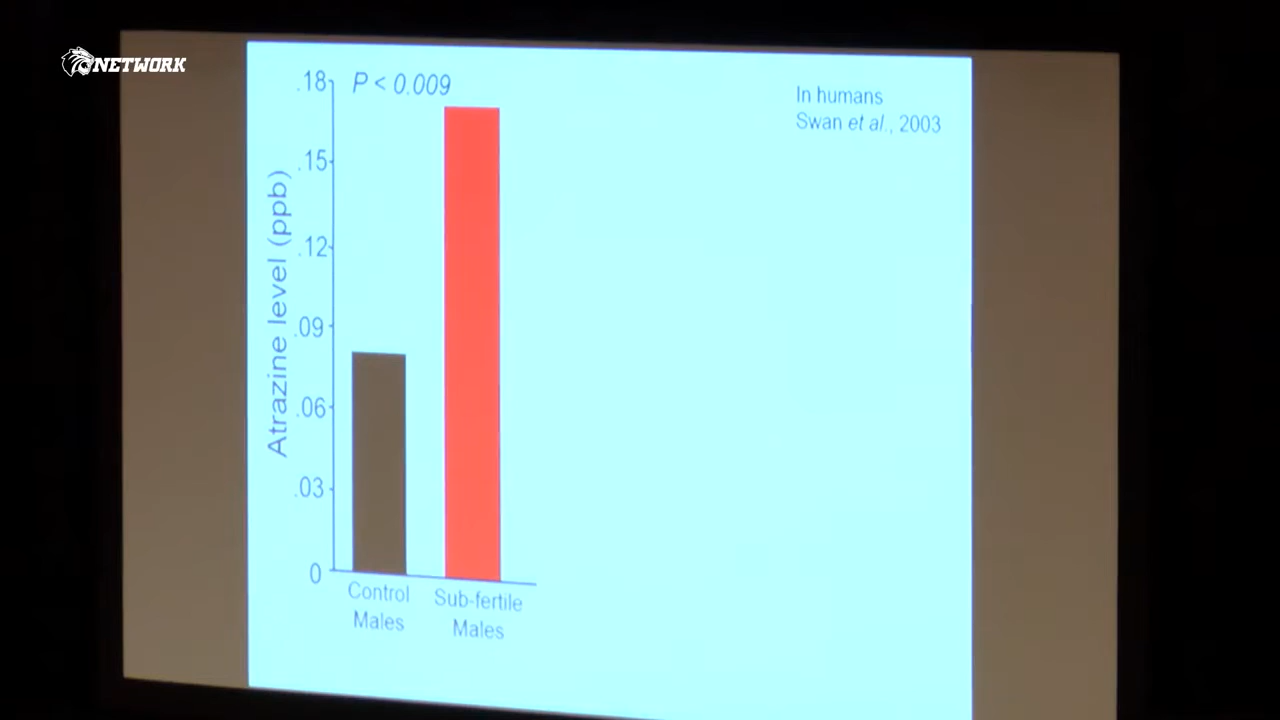 NETWORK
P < 0.009
In humans
Swan et al., 2003
Atrazine level (ppb)
.18
.15
.12
.09
.06
.03
0
Control
Males
Sub-fertile
Males